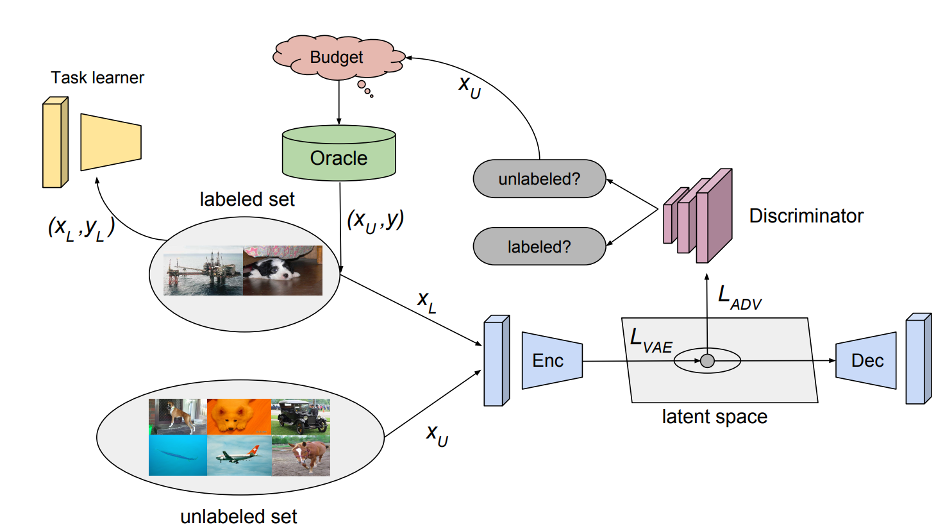 Budget
Task learner
x_U
Oracle
unlabeled?
labeled set
(x_L,y_L)
(x_U,y)
Discriminator
labeled?
x_L
L_ADV
L_VAE
Enc
Dec
latent space
x_U
unlabeled set